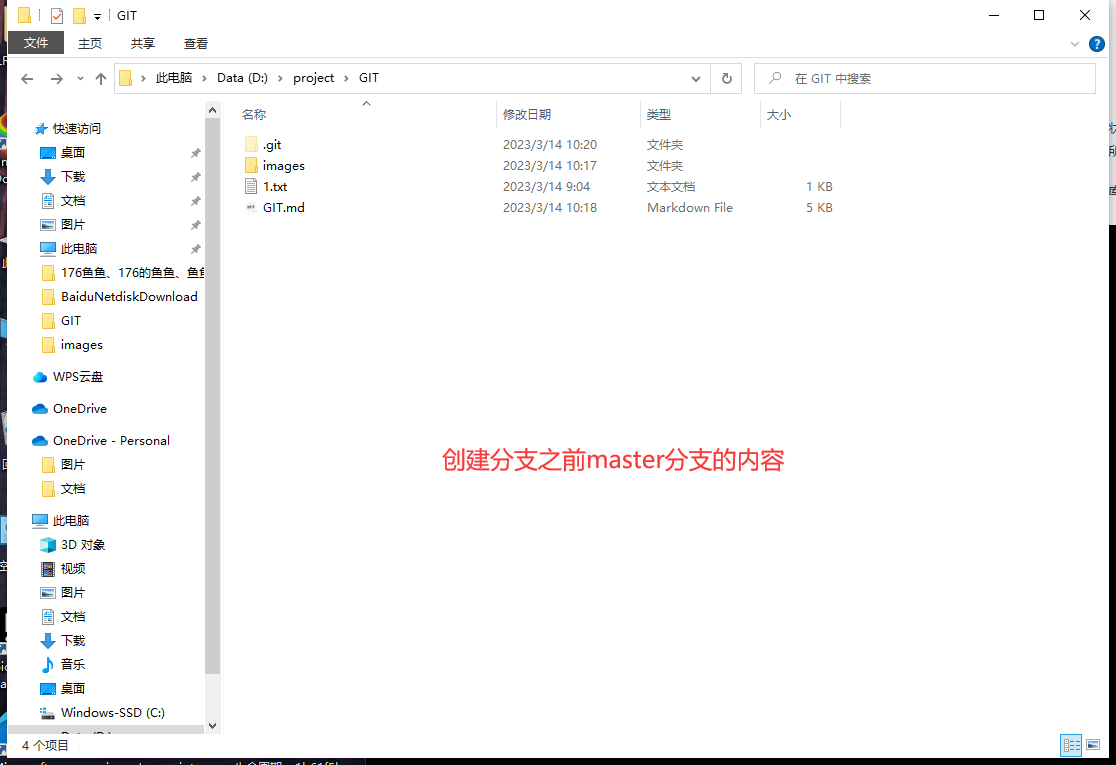 GIT
文件 主页 共享 查看
此电脑 > Data (D:) > project > GIT
在 GIT 中搜索
名称 修改日期 类型 大小
.git 2023/3/14 10:20 文件夹
images 2023/3/14 10:17 文件夹
1.txt 2023/3/14 9:04 文本文档 1 KB
GIT.md 2023/3/14 10:18 Markdown File 5 KB
快速访问
桌面
下载
文档
图片
此电脑
176鱼鱼、176的鱼鱼、鱼
BaiduNetdiskDownload
GIT
images
WPS云盘
OneDrive
OneDrive - Personal
图片
文档
此电脑
3D 对象
视频
图片
文档
下载
音乐
桌面
Windows-SSD (C:)
创建分支之前master分支的内容
4 个项目